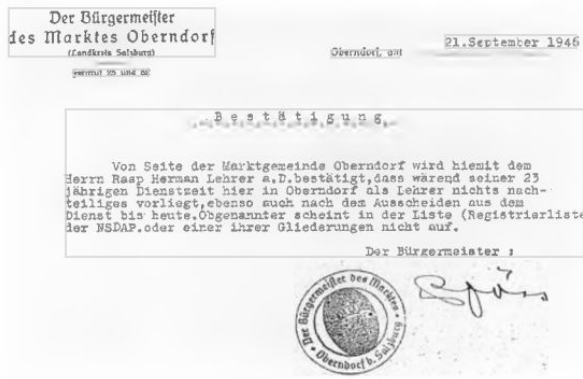 Der Bürgermeister
des Marktes Oberndorf
(Landkreis Salzburg)
Oberndorf, am 21.September 1946
Bestätigung
Von Seite der Marktgemeinde Oberndorf wird hiemit dem
Herrn Rasp Herman Lehrer a.D.bestätigt,dass wärend seiner 23
jährigen Dienstzeit hier in Oberndorf als Lehrer nichts nach-
teiliges vorliegt,ebenso auch nach dem Ausscheiden aus dem
Dienst bis heute.Obgenannter scheint in der Liste (Registrierliste
der NSDAP.oder einer ihrer Gliederungen nicht auf.
Der Bürgermeister :
Der Bürgermeister des Marktes
Oberndorf b. Salzburg